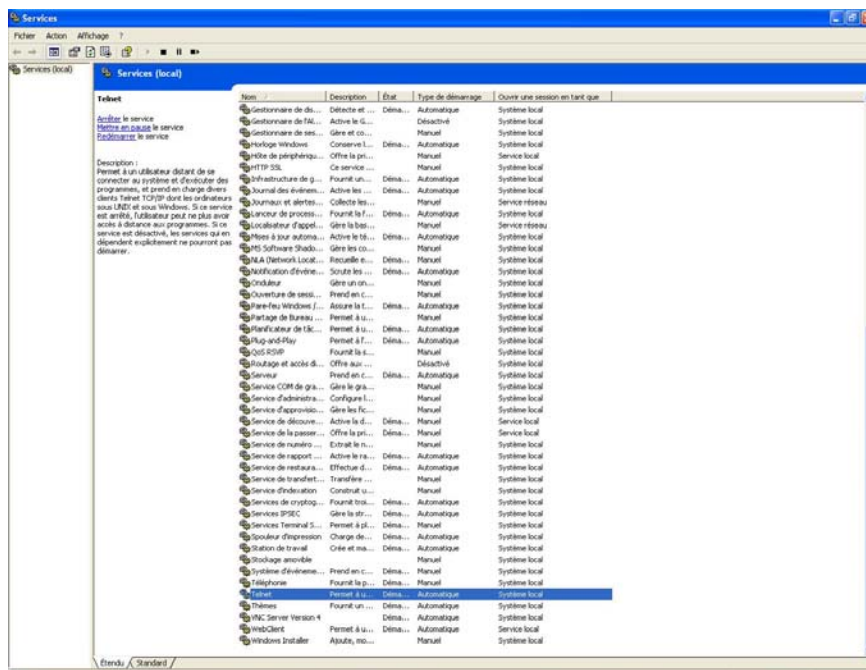 Services
Fichier Action Affichage ?
Services (local)
Services (local)
Telnet
Arrêter le service
Mettre en pause le service
Redémarrer le service
Description :
Permet à un utilisateur distant de se
connecter au système et d'exécuter des
programmes, et prend en charge divers
clients Telnet TCP/IP dont les ordinateurs
sous UNIX et sous Windows. Si ce service
est arrêté, l'utilisateur peut ne plus avoir
accès à distance aux programmes. Si ce
service est désactivé, les services qui en
dépendent explicitement ne pourront pas
démarrer.
Nom Description État Type de démarrage Ouvrir une session en tant que
Gestionnaire de dis... Détecte et ... Déma... Automatique Système local
Gestionnaire de l'Al... Active le G... Désactivé Système local
Gestionnaire de ses... Gère et co... Manuel Système local
Horloge Windows Conserve l... Déma... Automatique Système local
Hôte de périphériqu... Offre la pri... Manuel Service local
HTTP SSL Ce service ... Manuel Système local
Infrastructure de g... Fournit un... Déma... Automatique Système local
Journal des événem... Active les ... Déma... Automatique Système local
Journaux et alertes... Collecte les... Manuel Service réseau
Lanceur de process... Fournit la f... Déma... Automatique Système local
Localisateur d'appel... Gère la bas... Manuel Service réseau
Mises à jour automa... Active le té... Déma... Automatique Système local
MS Software Shado... Gère les co... Manuel Système local
NLA (Network Locat... Recueille e... Déma... Manuel Système local
Notification d'événe... Scrute les ... Déma... Automatique Système local
Onduleur Gère un on... Manuel Système local
Ouverture de sessi... Prend en c... Manuel Système local
Pare-feu Windows /... Assure la t... Déma... Automatique Système local
Partage de Bureau ... Permet à u... Manuel Système local
Planificateur de tâc... Permet à u... Déma... Automatique Système local
Plug-and-Play Permet à l'... Déma... Automatique Système local
QoS RSVP Fournit la s... Manuel Système local
Routage et accès di... Offre aux ... Désactivé Système local
Serveur Prend en c... Déma... Automatique Système local
Service COM de gra... Gère le gra... Manuel Système local
Service d'administra... Configure l... Manuel Système local
Service d'approvisio... Gère les fic... Manuel Système local
Service de découve... Active la d... Déma... Manuel Service local
Service de la passer... Offre la pri... Déma... Manuel Service local
Service de numéro ... Extrait le n... Manuel Système local
Service de rapport ... Active le ra... Déma... Automatique Système local
Service de restaura... Effectue d... Déma... Automatique Système local
Service de transfert... Transfère ... Manuel Système local
Service d'indexation Construit u... Manuel Système local
Services de cryptog... Fournit troi... Déma... Automatique Système local
Services IPSEC Gère la str... Déma... Automatique Système local
Services Terminal S... Permet à pl... Déma... Manuel Système local
Spouleur d'impression Charge de... Déma... Automatique Système local
Station de travail Crée et ma... Déma... Automatique Système local
Stockage amovible Manuel Système local
Système d'événeme... Prend en c... Déma... Manuel Système local
Téléphonie Fournit la p... Déma... Manuel Système local
Telnet Permet à u... Déma... Automatique Système local
Thèmes Fournit un ... Déma... Automatique Système local
VNC Server Version 4 Déma... Automatique Système local
WebClient Permet à u... Déma... Automatique Service local
Windows Installer Ajoute, mo... Manuel Système local
Étendu Standard